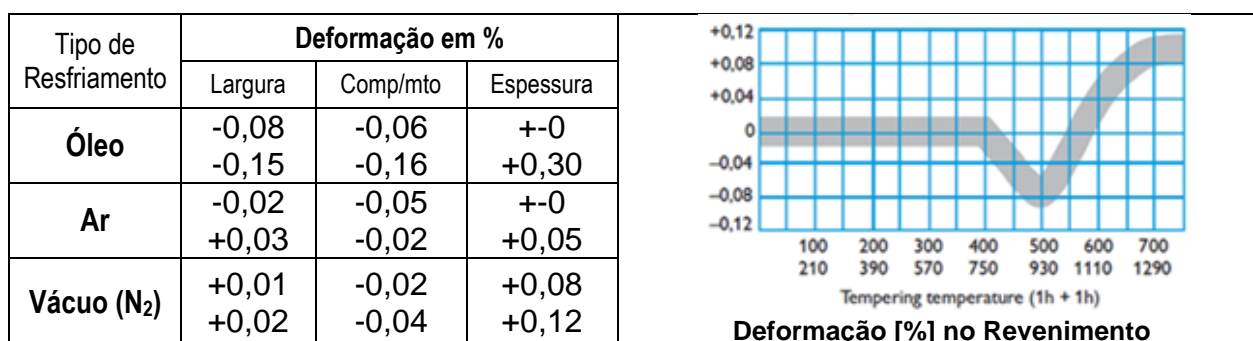 Tipo de Resfriamento Deformação em %
Largura Comp/mto Espessura
Óleo -0,08 -0,06 +-0
-0,15 -0,16 +0,30
Ar -0,02 -0,05 +-0
+0,03 -0,02 +0,05
Vácuo (N₂) +0,01 -0,02 +0,08
+0,02 -0,04 +0,12
+0,12
+0,08
+0,04
0
–0,04
–0,08
–0,12
100 200 300 400 500 600 700
210 390 570 750 930 1110 1290
Tempering temperature (1h + 1h)
Deformação [%] no Revenimento